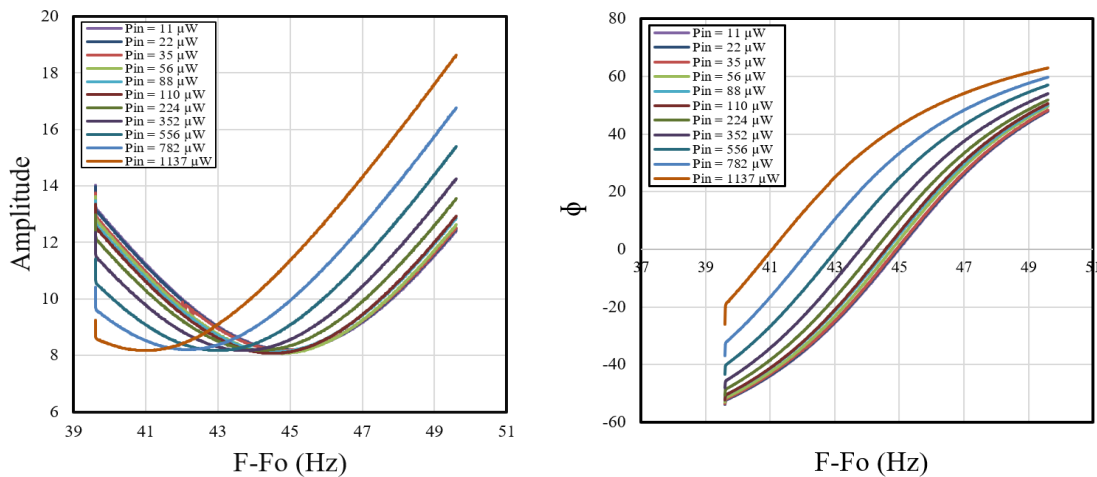 20
18
16
14
12
10
8
6
39
41
43
45
47
49
51
Amplitude
F-Fo (Hz)
Pin = 11 µW
Pin = 22 µW
Pin = 35 µW
Pin = 56 µW
Pin = 88 µW
Pin = 110 µW
Pin = 224 µW
Pin = 352 µW
Pin = 556 µW
Pin = 782 µW
Pin = 1137 µW
80
60
40
20
0
-20
-40
-60
37
39
41
43
45
47
49
51
ϕ
F-Fo (Hz)
Pin = 11 µW
Pin = 22 µW
Pin = 35 µW
Pin = 56 µW
Pin = 88 µW
Pin = 110 µW
Pin = 224 µW
Pin = 352 µW
Pin = 556 µW
Pin = 782 µW
Pin = 1137 µW